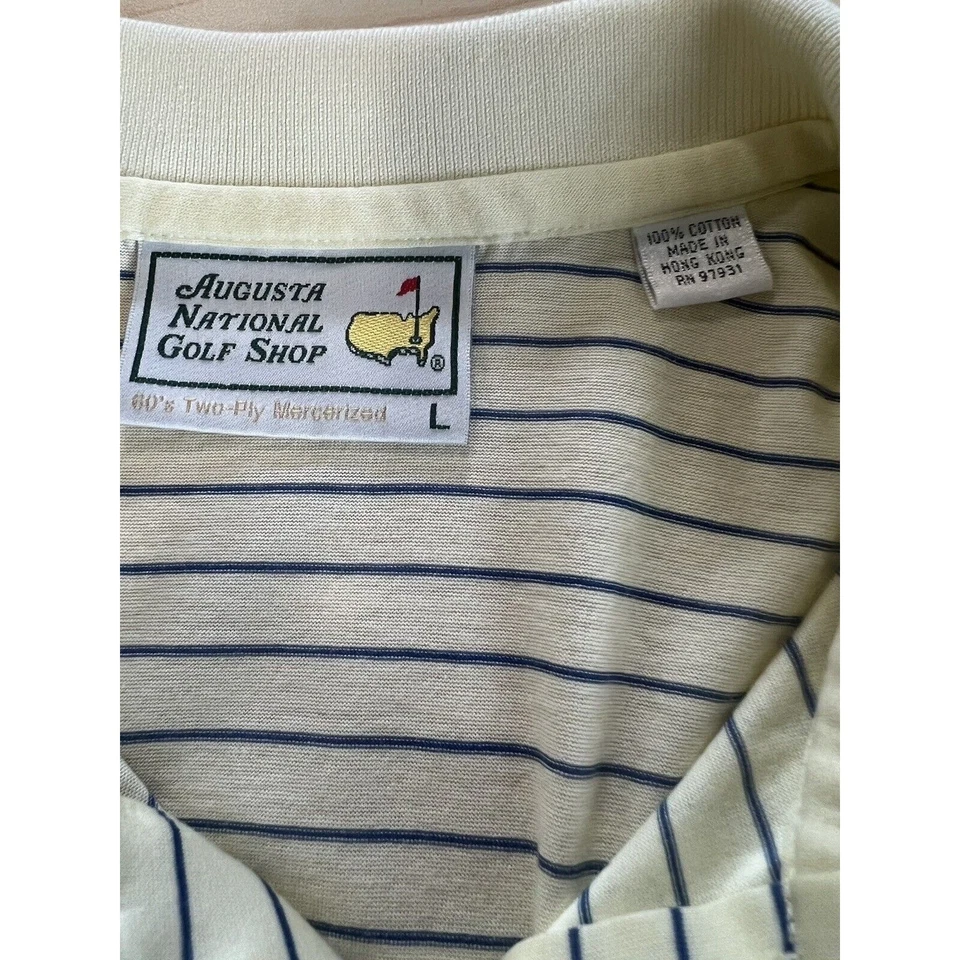 Augusta
National
Golf Shop
®
60's Two-Ply Mercerized
L
100% COTTON
MADE IN
HONG KONG
RN 97931